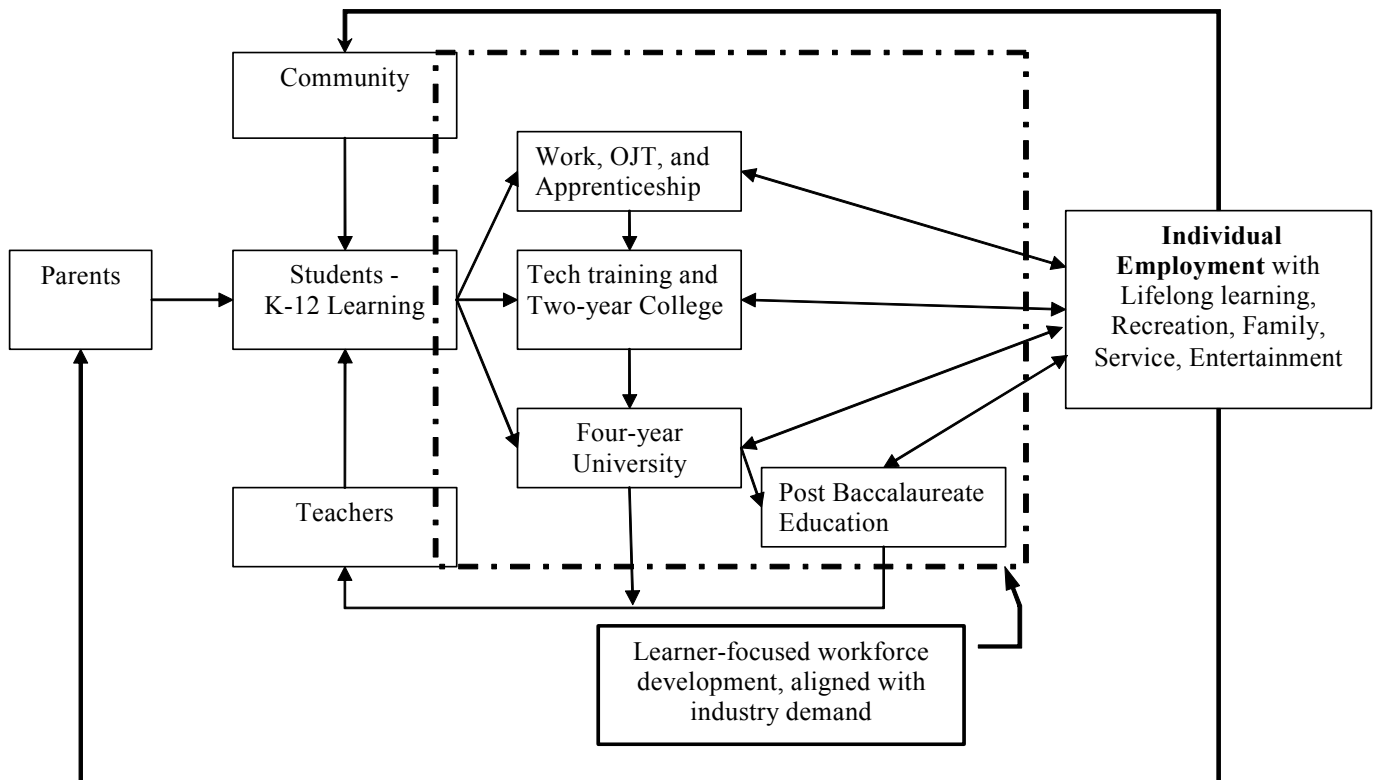 Community
Work, OJT, and
Apprenticeship
Parents
Students -
K-12 Learning
Tech training and
Two-year College
Individual
Employment with
Lifelong learning,
Recreation, Family,
Service, Entertainment
Four-year
University
Teachers
Post Baccalaureate
Education
Learner-focused workforce
development, aligned with
industry demand